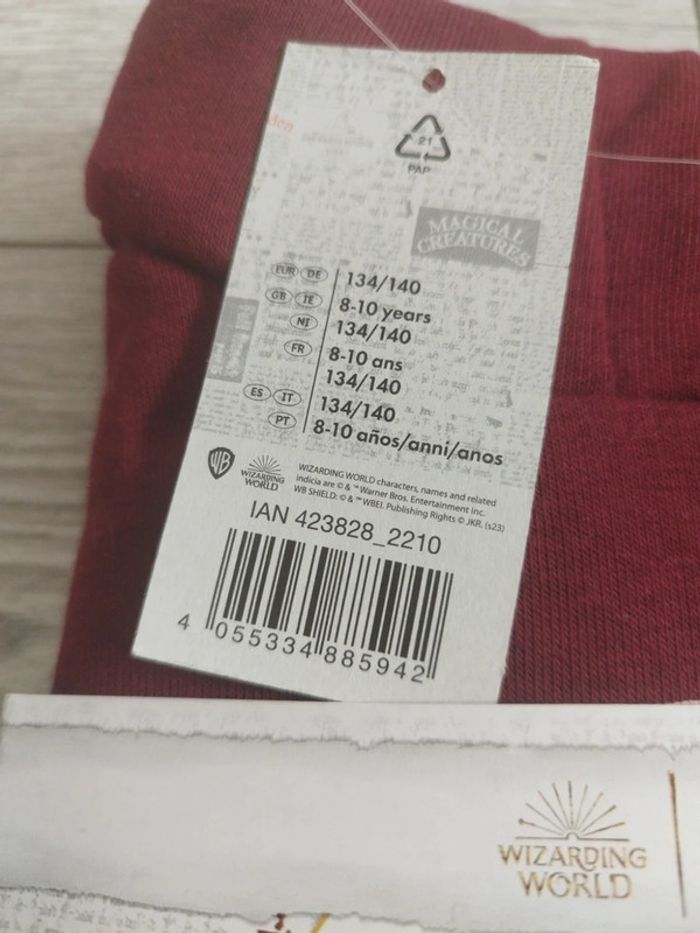 21
PAP
MAGICAL
CREATURES
EUR DE 134/140
GB IE 8-10 years
NI 134/140
FR 8-10 ans
134/140
ES IT 134/140
PT 8-10 años/anni/anos
WB
WIZARDING
WORLD
WIZARDING WORLD characters, names and related
indicia are © & ™ Warner Bros. Entertainment Inc.
WB SHIELD: © & ™ WBEI. Publishing Rights © JKR. (s23)
IAN 423828_2210
4 055334 885942
WIZARDING
WORLD